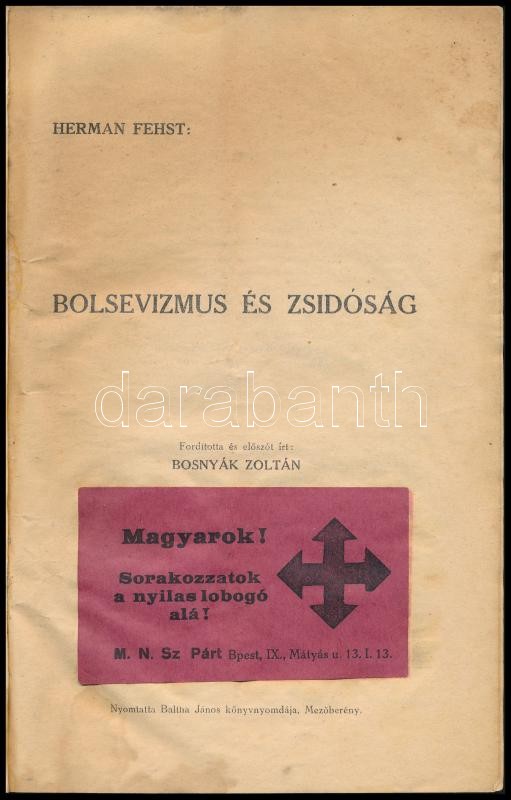 HERMAN FEHST:
BOLSEVIZMUS ÉS ZSIDÓSÁG
darabanth
Fordította és előszót írt:
BOSNYÁK ZOLTÁN
Magyarok!
Sorakozzatok
a nyilas lobogó
alá!
M. N. Sz Párt Bpest, IX., Mátyás u. 13. I. 13.
Nyomtatta Baltha János könyvnyomdája, Mezőberény.